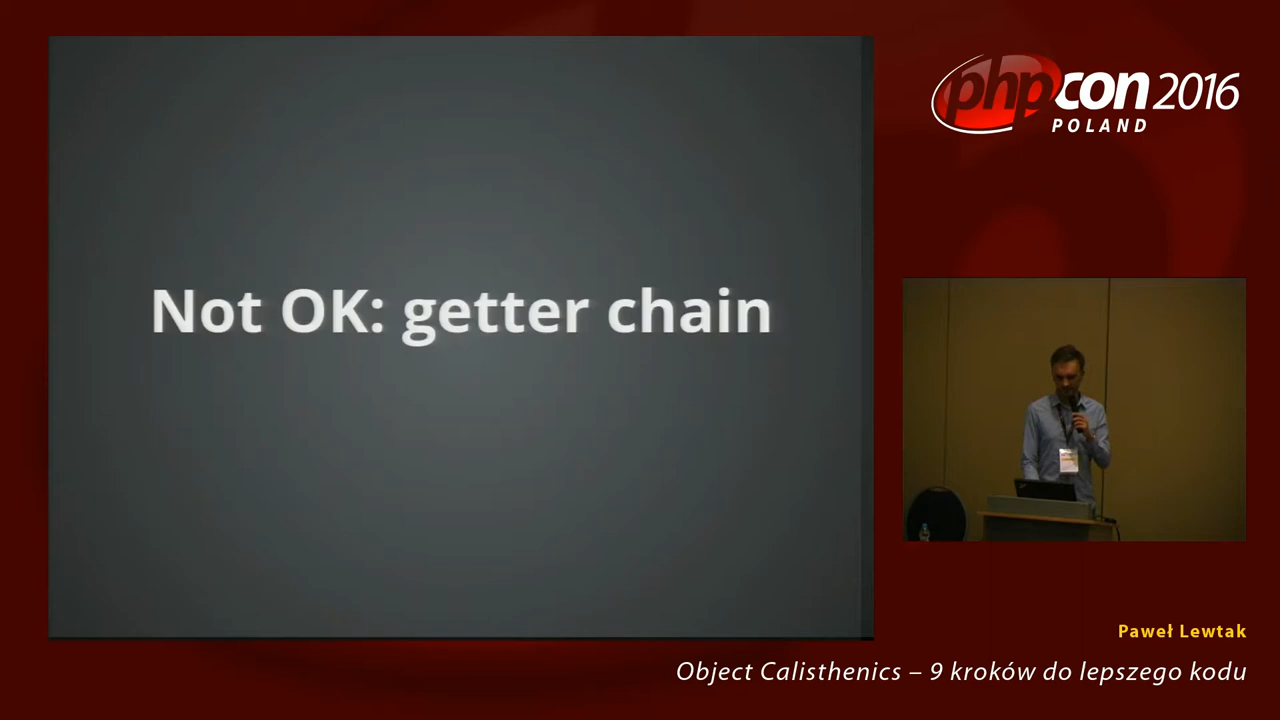 Not OK: getter chain
phpcon 2016
POLAND
Paweł Lewtak
Object Calisthenics – 9 kroków do lepszego kodu